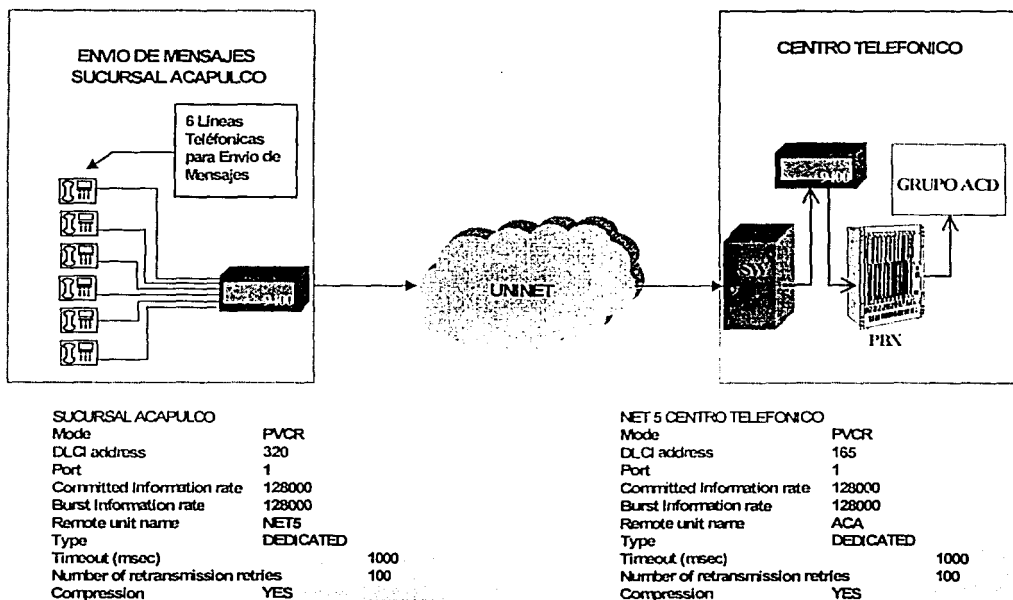 ENVIO DE MENSAJES
SUCURSAL ACAPULCO
6 Líneas
Teléfonicas
para Envio de
Mensajes
UNINET
CENTRO TELEFONICO
9400
SW
GRUPO ACD
PBX
SUCURSAL ACAPULCO
Mode PVCR
DLCI address 320
Port 1
Committed Information rate 128000
Burst Information rate 128000
Remote unit name NET5
Type DEDICATED
Timeout (msec) 1000
Number of retransmission retries 100
Compression YES
NET 5 CENTRO TELEFONICO
Mode PVCR
DLCI address 165
Port 1
Committed Information rate 128000
Burst Information rate 128000
Remote unit name ACA
Type DEDICATED
Timeout (msec) 1000
Number of retransmission retries 100
Compression YES